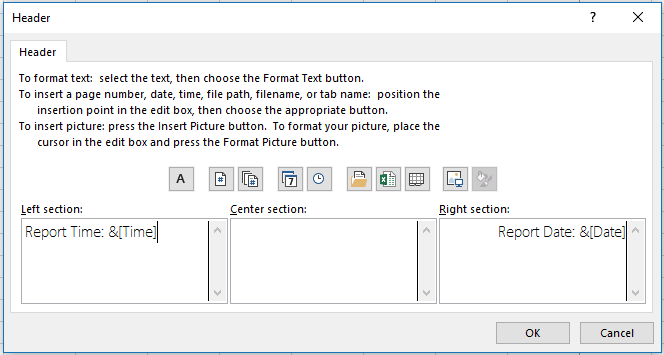 Header
Header
To format text:  select the text, then choose the Format Text button.
To insert a page number, date, time, file path, filename, or tab name:  position the
insertion point in the edit box, then choose the appropriate button.
To insert picture: press the Insert Picture button.  To format your picture, place the
cursor in the edit box and press the Format Picture button.
A
7
Left section:
Center section:
Right section:
Report Time: &[Time]
Report Date: &[Date]
OK
Cancel